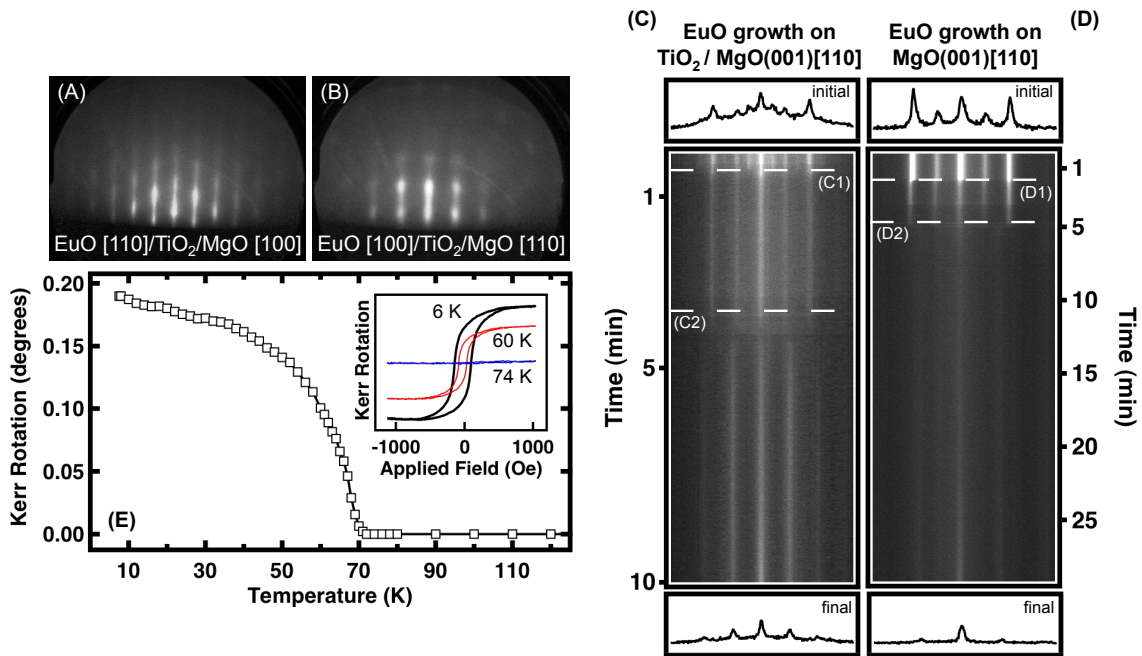 (A)
EuO [110]/TiO2/MgO [100]
(B)
EuO [100]/TiO2/MgO [110]
Kerr Rotation (degrees)
0.20
0.15
0.10
0.05
0.00
(E)
10
30
50
70
90
110
Temperature (K)
Kerr Rotation
6 K
60 K
74 K
-1000
0
1000
Applied Field (Oe)
(C)
EuO growth on
TiO2 / MgO(001)[110]
initial
(C1)
(C2)
Time (min)
1
5
10
final
(D)
EuO growth on
MgO(001)[110]
initial
(D1)
(D2)
1
5
10
15
20
25
Time (min)
final